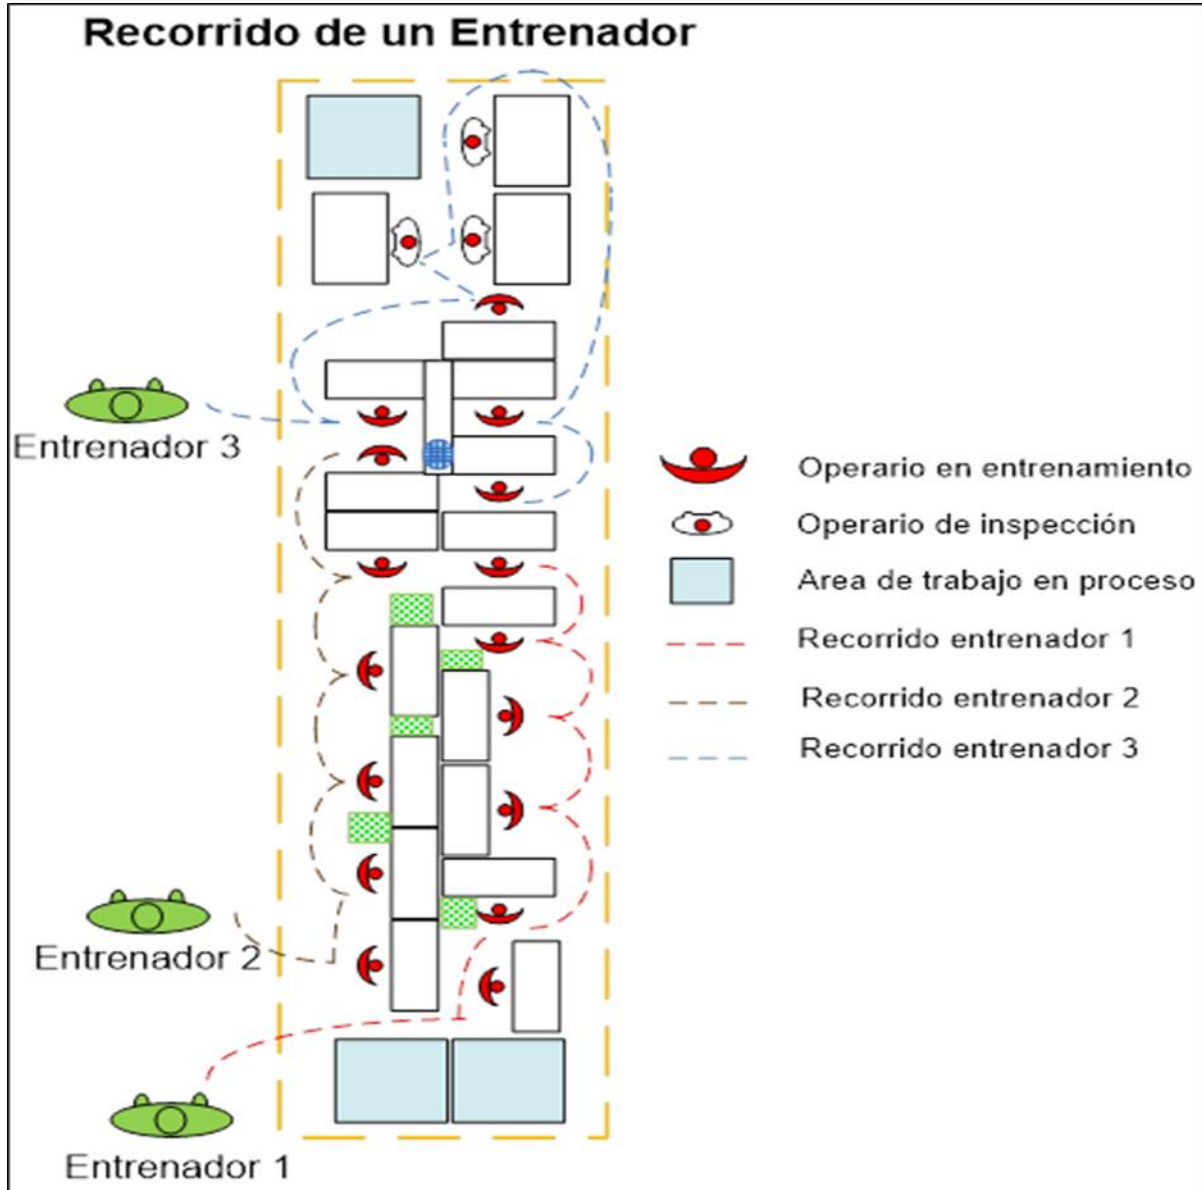 Recorrido de un Entrenador
Entrenador 3
Operario en entrenamiento
Operario de inspección
Area de trabajo en proceso
Recorrido entrenador 1
Recorrido entrenador 2
Recorrido entrenador 3
Entrenador 2
Entrenador 1